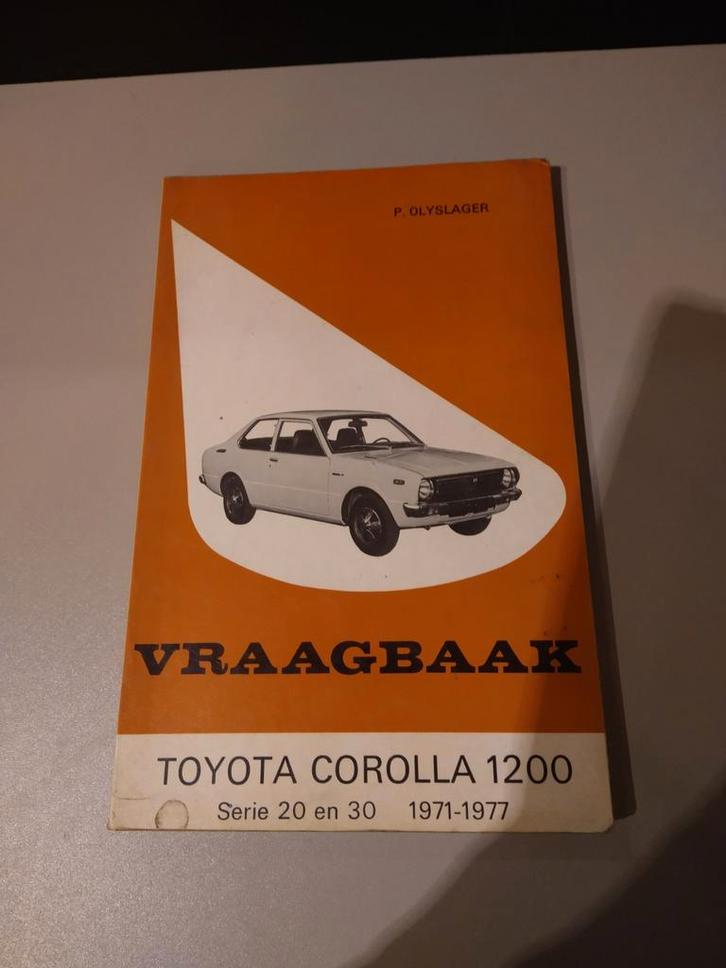 P. OLYSLAGER
VRAAGBAAK
TOYOTA COROLLA 1200
Serie 20 en 30 1971-1977